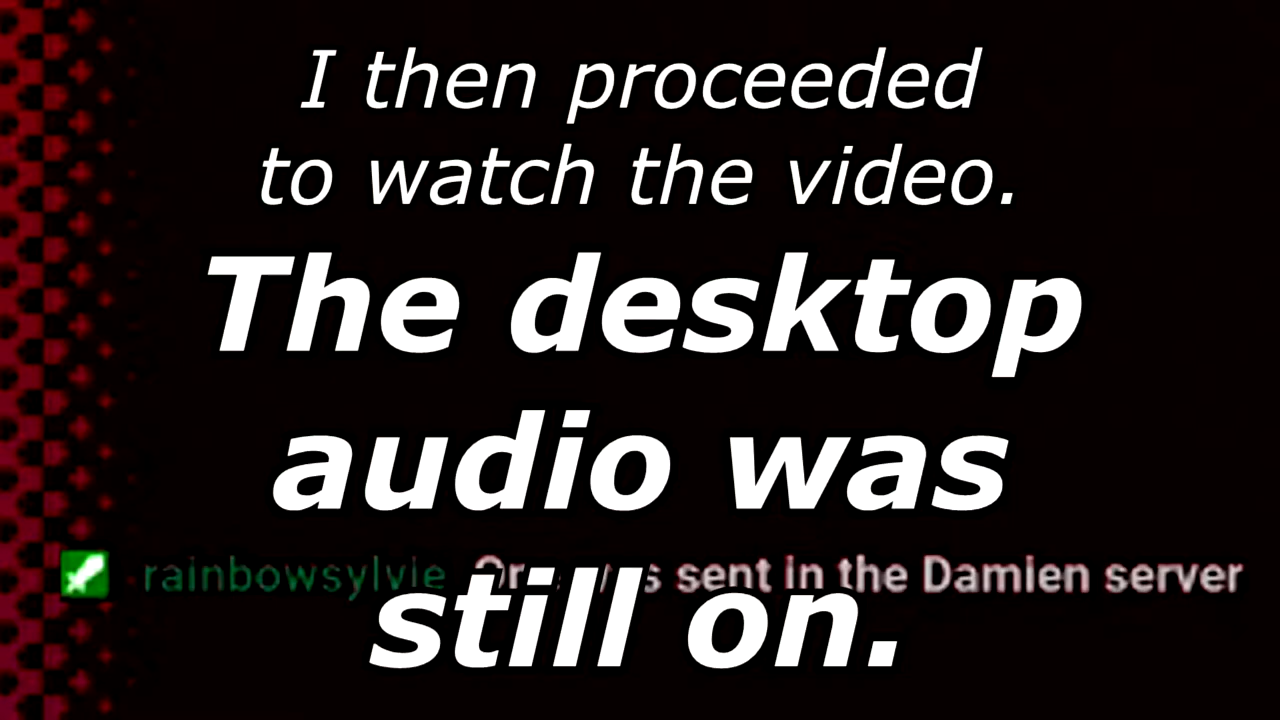 I then proceeded
to watch the video.
The desktop
audio was
rainbowsylvie sent in the Damien server
still on.